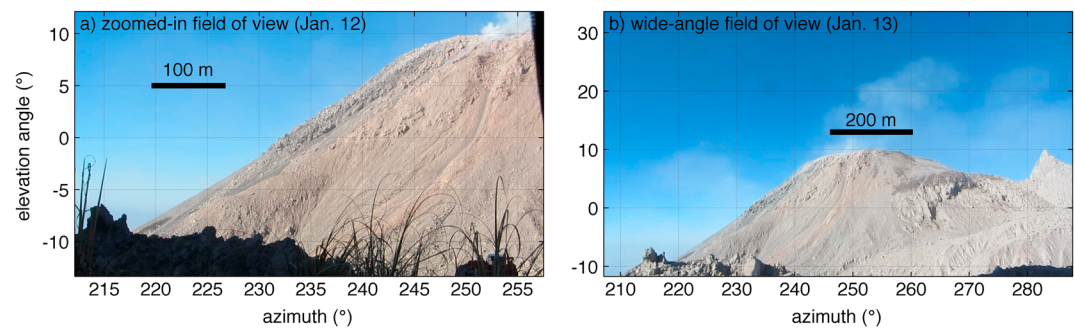 a) zoomed-in field of view (Jan. 12)
100 m
10
5
0
-5
-10
elevation angle (°)
215 220 225 230 235 240 245 250 255
azimuth (°)
b) wide-angle field of view (Jan. 13)
200 m
30
20
10
0
-10
210 220 230 240 250 260 270 280
azimuth (°)